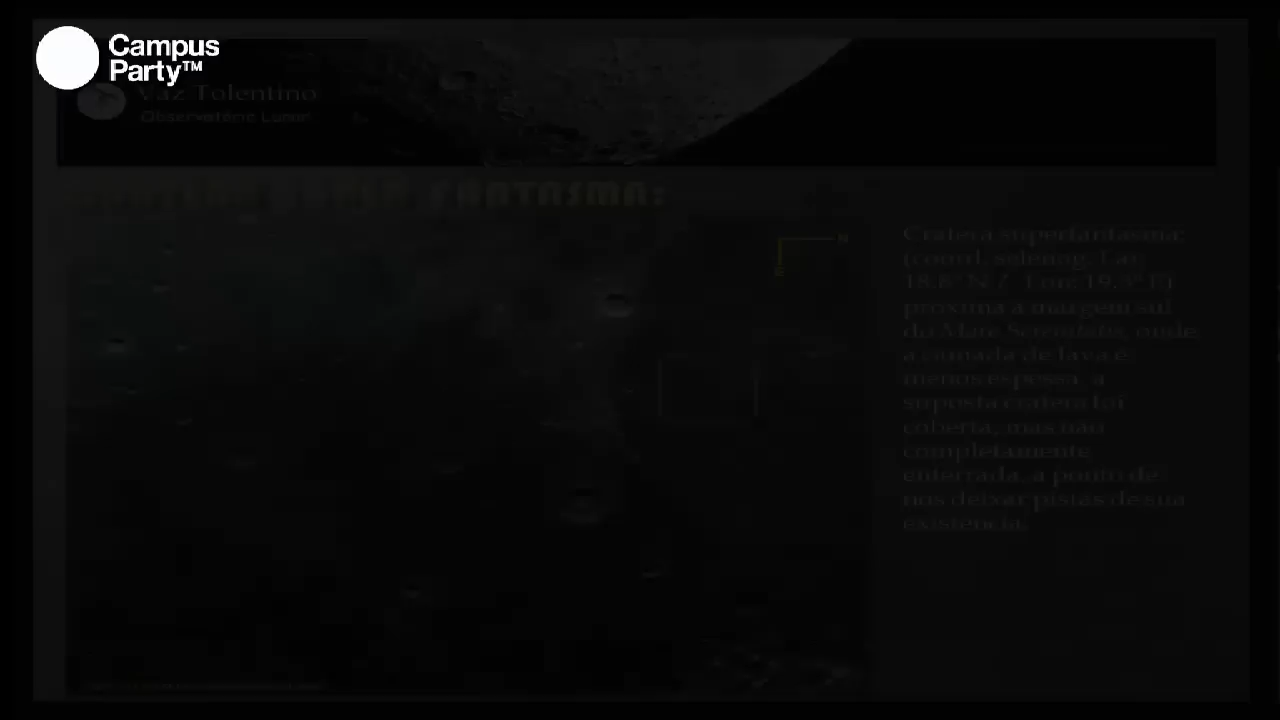 Campus
Party™
Vaz Tolentino
Observatório Lunar
FANTASMA:
N
E
Cratera superfantasma:
(coord. selenog. Lat:
18.8° N / Lon: 19.
próxima à margem sul
do Mare Serenitatis, onde
a camada de lava é
menos espessa, a
suposta cratera foi
coberta, mas não
completamente
enterrada, a ponto de
nos deixar pistas de sua
existência.